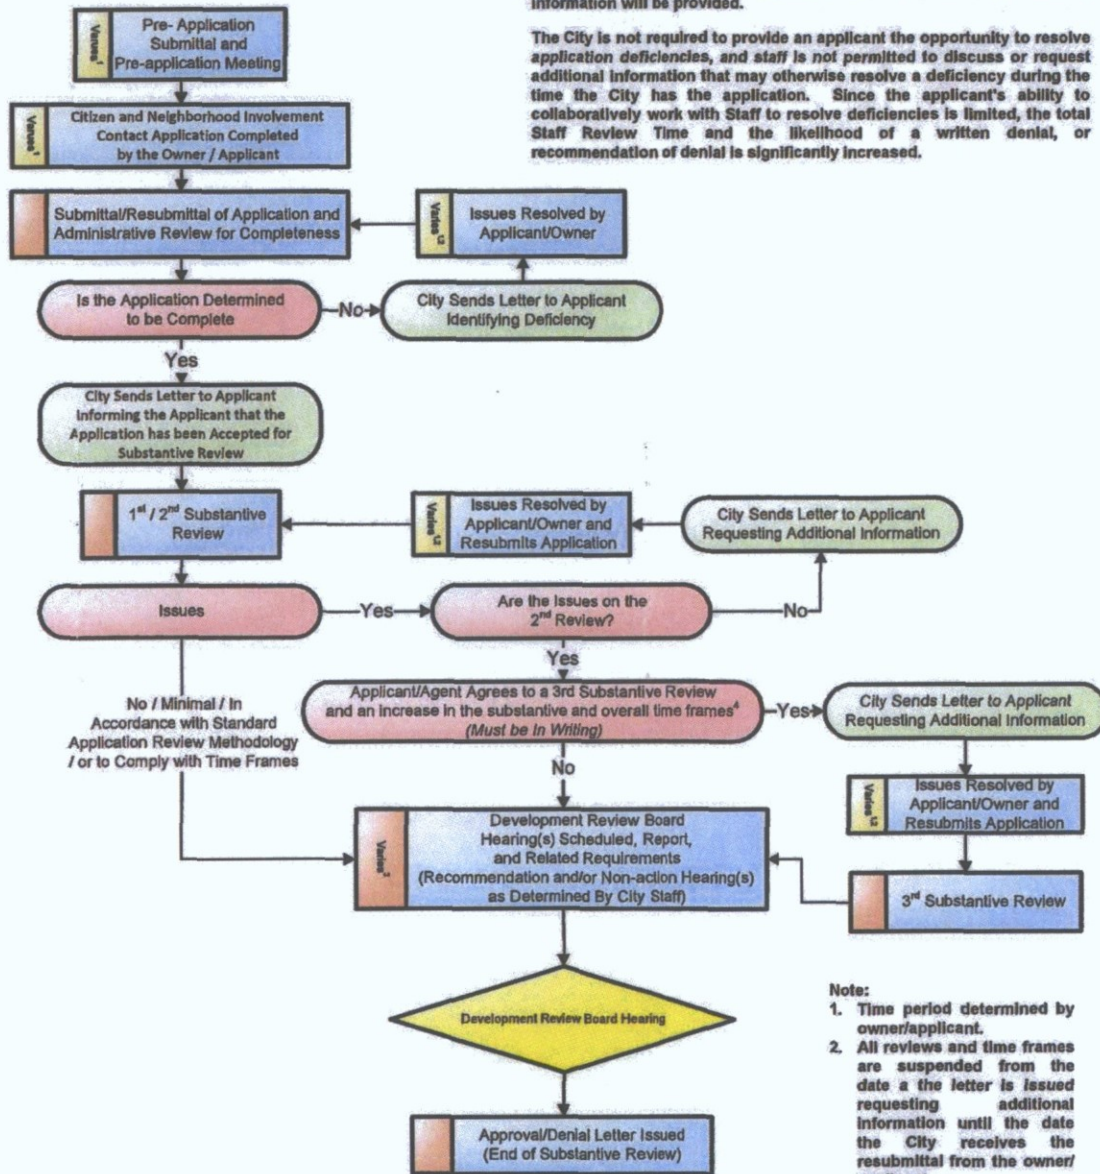 information will be provided.
The City is not required to provide an applicant the opportunity to resolve
application deficiencies, and staff is not permitted to discuss or request
additional information that may otherwise resolve a deficiency during the
time the City has the application. Since the applicant's ability to
collaboratively work with Staff to resolve deficiencies is limited, the total
Staff Review Time and the likelihood of a written denial, or
recommendation of denial is significantly increased.
Varies¹
Pre- Application
Submittal and
Pre-application Meeting
Varies¹
Citizen and Neighborhood Involvement
Contact Application Completed
by the Owner / Applicant
Submittal/Resubmittal of Application and
Administrative Review for Completeness
Varies¹,²
Issues Resolved by
Applicant/Owner
Is the Application Determined
to be Complete
No
City Sends Letter to Applicant
Identifying Deficiency
Yes
City Sends Letter to Applicant
Informing the Applicant that the
Application has been Accepted for
Substantive Review
1st / 2nd Substantive
Review
Varies¹,²
Issues Resolved by
Applicant/Owner and
Resubmits Application
City Sends Letter to Applicant
Requesting Additional Information
Issues
Yes
Are the Issues on the
2nd Review?
No
Yes
No / Minimal / In
Accordance with Standard
Application Review Methodology
/ or to Comply with Time Frames
Applicant/Agent Agrees to a 3rd Substantive Review
and an increase in the substantive and overall time frames⁴
(Must be In Writing)
Yes
City Sends Letter to Applicant
Requesting Additional Information
No
Varies¹,²
Issues Resolved by
Applicant/Owner and
Resubmits Application
Varies³
Development Review Board
Hearing(s) Scheduled, Report,
and Related Requirements
(Recommendation and/or Non-action Hearing(s)
as Determined By City Staff)
3rd Substantive Review
Development Review Board Hearing
Approval/Denial Letter Issued
(End of Substantive Review)
Note:
1. Time period determined by
owner/applicant.
2. All reviews and time frames
are suspended from the
date a the letter is issued
requesting additional
information until the date
the City receives the
resubmittal from the owner/